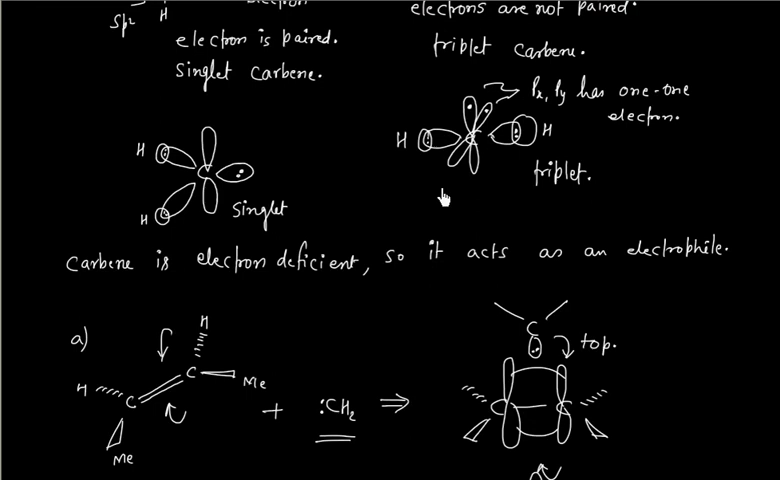 electron
sp²
H
electron is paired.
Singlet Carbene.
electrons are not paired.
triplet carbene.
Px, Py has one-one
electron.
H
C
H
triplet.
H
C
H
Singlet
Carbene is electron deficient, so it acts as an electrophile.
a)
H
H
C
C
Me
Me
+
:CH2
⇒
C
top.
C
C